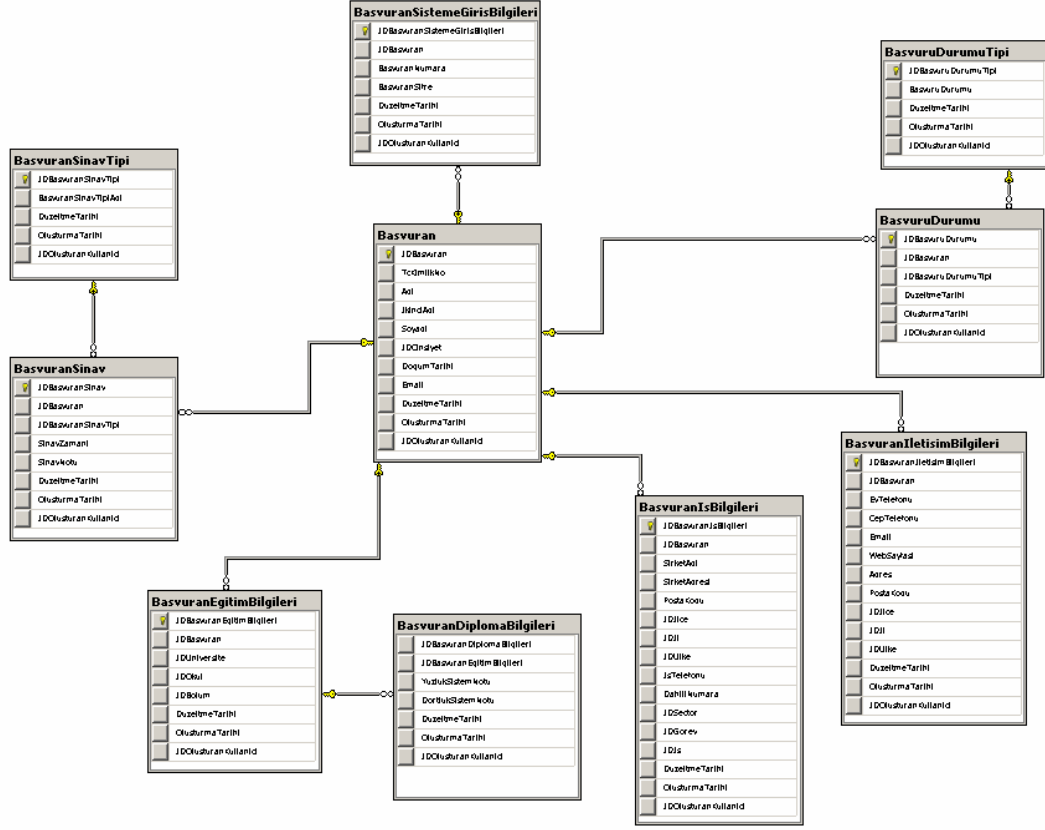 BasvuranSistemeGirisBilgileri
IDBasvuranSistemeGirisBilgileri
IDBasvuran
BasvuranNumara
BasvuranSifre
DuzeltmeTarihi
OlusturmaTarihi
IDOlusturanKullanici
BasvuruDurumuTipi
IDBasvuruDurumuTipi
BasvuruDurumu
DuzeltmeTarihi
OlusturmaTarihi
IDOlusturanKullanici
BasvuranSinavTipi
IDBasvuranSinavTipi
BasvuranSinavTipiAdi
DuzeltmeTarihi
OlusturmaTarihi
IDOlusturanKullanici
Basvuran
IDBasvuran
TcKimlikNo
Adi
IkinciAdi
Soyadi
IDCinsiyet
DogumTarihi
Email
DuzeltmeTarihi
OlusturmaTarihi
IDOlusturanKullanici
BasvuruDurumu
IDBasvuruDurumu
IDBasvuran
IDBasvuruDurumuTipi
DuzeltmeTarihi
OlusturmaTarihi
IDOlusturanKullanici
BasvuranSinav
IDBasvuranSinav
IDBasvuran
IDBasvuranSinavTipi
SinavZamani
SinavNotu
DuzeltmeTarihi
OlusturmaTarihi
IDOlusturanKullanici
BasvuranIletisimBilgileri
IDBasvuranIletisimBilgileri
IDBasvuran
EvTelefonu
CepTelefonu
Email
WebSayfasi
Adres
PostaKodu
IDIlce
IDIl
IDUlke
DuzeltmeTarihi
OlusturmaTarihi
IDOlusturanKullanici
BasvuranIsBilgileri
IDBasvuranIsBilgileri
IDBasvuran
SirketAdi
SirketAdresi
PostaKodu
IDIlce
IDIl
IDUlke
IsTelefonu
DahiliNumara
IDSector
IDGorev
IDIs
DuzeltmeTarihi
OlusturmaTarihi
IDOlusturanKullanici
BasvuranEgitimBilgileri
IDBasvuranEgitimBilgileri
IDBasvuran
IDUniversite
IDOkul
IDBolum
DuzeltmeTarihi
OlusturmaTarihi
IDOlusturanKullanici
BasvuranDiplomaBilgileri
IDBasvuranDiplomaBilgileri
IDBasvuranEgitimBilgileri
YuzlukSistemNotu
DortlukSistemNotu
DuzeltmeTarihi
OlusturmaTarihi
IDOlusturanKullanici